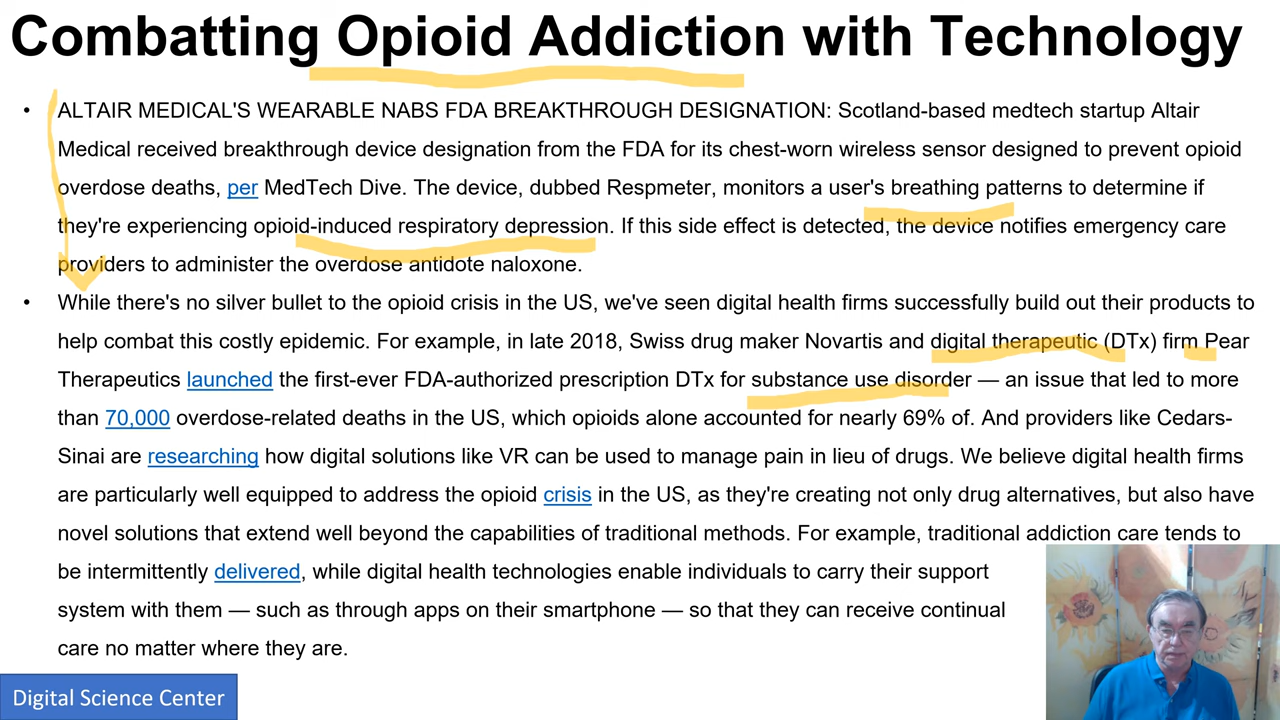 Combatting Opioid Addiction with Technology
• ALTAIR MEDICAL'S WEARABLE NABS FDA BREAKTHROUGH DESIGNATION: Scotland-based medtech startup Altair
Medical received breakthrough device designation from the FDA for its chest-worn wireless sensor designed to prevent opioid
overdose deaths, per MedTech Dive. The device, dubbed Respmeter, monitors a user's breathing patterns to determine if
they're experiencing opioid-induced respiratory depression. If this side effect is detected, the device notifies emergency care
providers to administer the overdose antidote naloxone.
• While there's no silver bullet to the opioid crisis in the US, we've seen digital health firms successfully build out their products to
help combat this costly epidemic. For example, in late 2018, Swiss drug maker Novartis and digital therapeutic (DTx) firm Pear
Therapeutics launched the first-ever FDA-authorized prescription DTx for substance use disorder — an issue that led to more
than 70,000 overdose-related deaths in the US, which opioids alone accounted for nearly 69% of. And providers like Cedars-
Sinai are researching how digital solutions like VR can be used to manage pain in lieu of drugs. We believe digital health firms
are particularly well equipped to address the opioid crisis in the US, as they're creating not only drug alternatives, but also have
novel solutions that extend well beyond the capabilities of traditional methods. For example, traditional addiction care tends to
be intermittently delivered, while digital health technologies enable individuals to carry their support
system with them — such as through apps on their smartphone — so that they can receive continual
care no matter where they are.
Digital Science Center